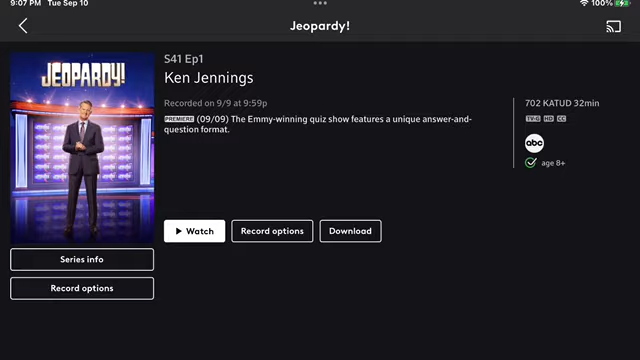 9:07 PM Tue Sep 10
100%
Jeopardy!
JEOPARDY!
S41 Ep1
Ken Jennings
Recorded on 9/9 at 9:59p
PREMIERE (09/09) The Emmy-winning quiz show features a unique answer-and-
question format.
702 KATUD 32min
TV-G HD CC
abc
age 8+
Watch
Record options
Download
Series info
Record options